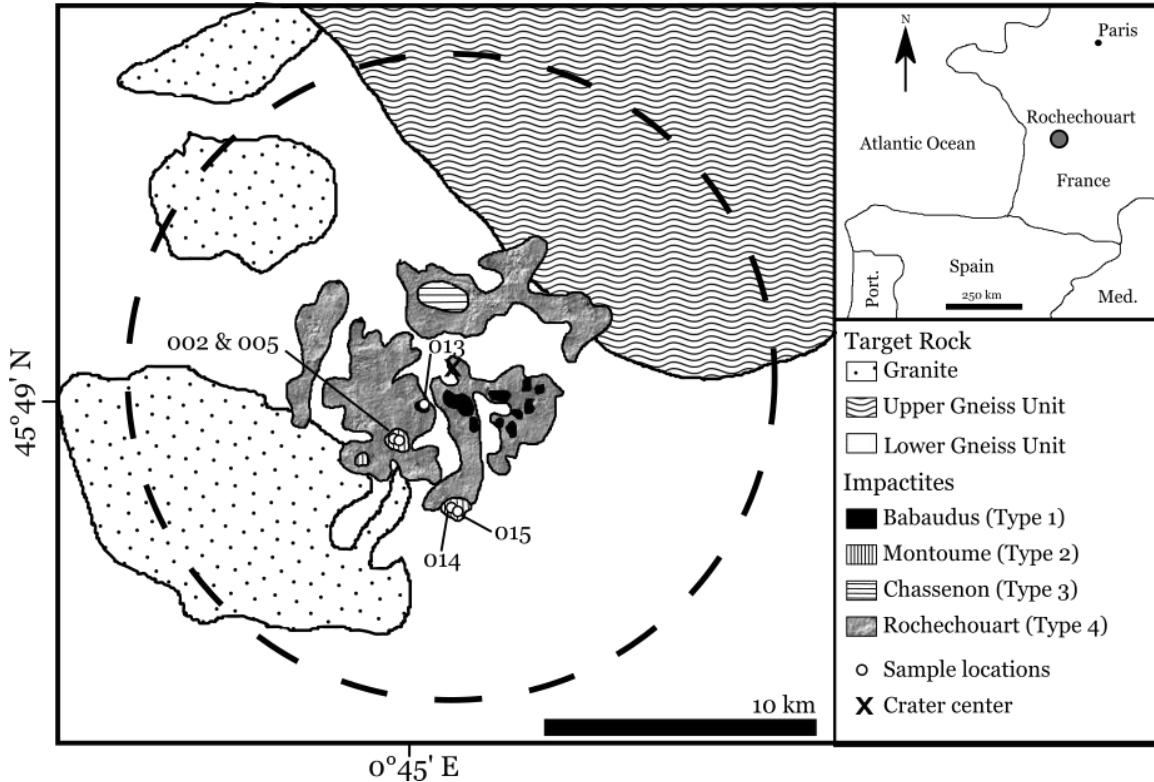 002 & 005
013
014
015
45°49' N
0°45' E
10 km
N
Paris
Rochechouart
Atlantic Ocean
France
Spain
Port.
250 km
Med.
Target Rock
Granite
Upper Gneiss Unit
Lower Gneiss Unit
Impactites
Babaudus (Type 1)
Montoume (Type 2)
Chassenon (Type 3)
Rochechouart (Type 4)
Sample locations
X Crater center